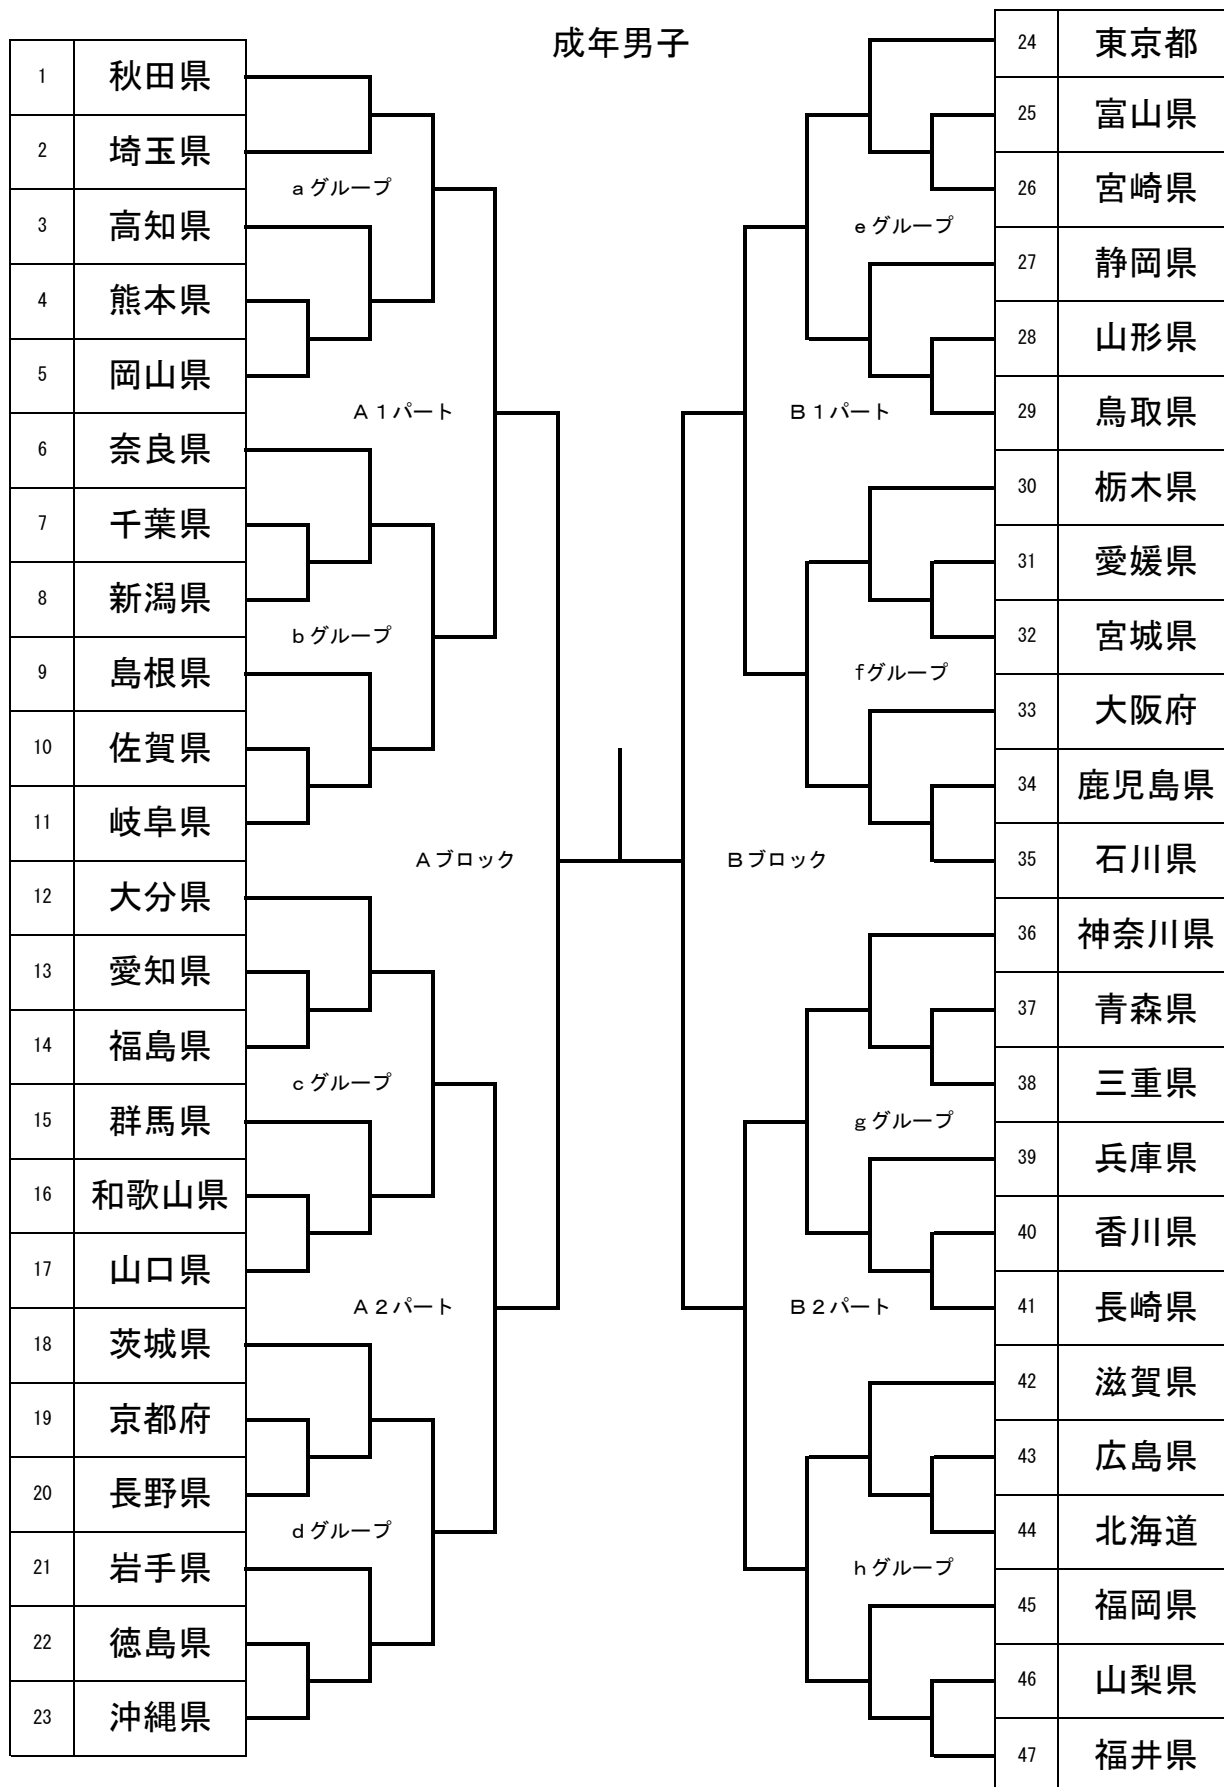 成年男子
1 秋田県
2 埼玉県
aグループ
3 高知県
4 熊本県
5 岡山県
A1パート
6 奈良県
7 千葉県
8 新潟県
bグループ
9 島根県
10 佐賀県
11 岐阜県
Aブロック
12 大分県
13 愛知県
14 福島県
cグループ
15 群馬県
16 和歌山県
17 山口県
A2パート
18 茨城県
19 京都府
20 長野県
dグループ
21 岩手県
22 徳島県
23 沖縄県
24 東京都
25 富山県
26 宮崎県
eグループ
27 静岡県
28 山形県
29 鳥取県
B1パート
30 栃木県
31 愛媛県
32 宮城県
fグループ
33 大阪府
34 鹿児島県
35 石川県
Bブロック
36 神奈川県
37 青森県
38 三重県
gグループ
39 兵庫県
40 香川県
41 長崎県
B2パート
42 滋賀県
43 広島県
44 北海道
hグループ
45 福岡県
46 山梨県
47 福井県